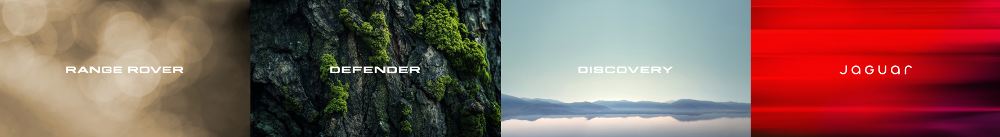 RANGE ROVER
DEFENDER
DISCOVERY
JaGUar